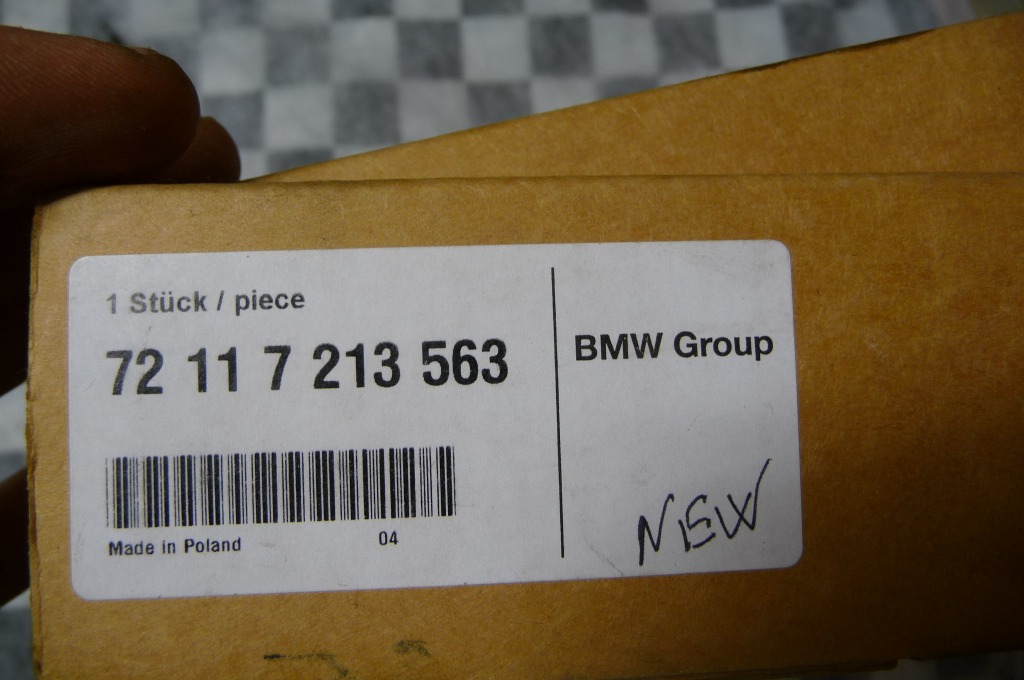 1 Stück / piece
72 11 7 213 563
BMW Group
Made in Poland
04
NEW